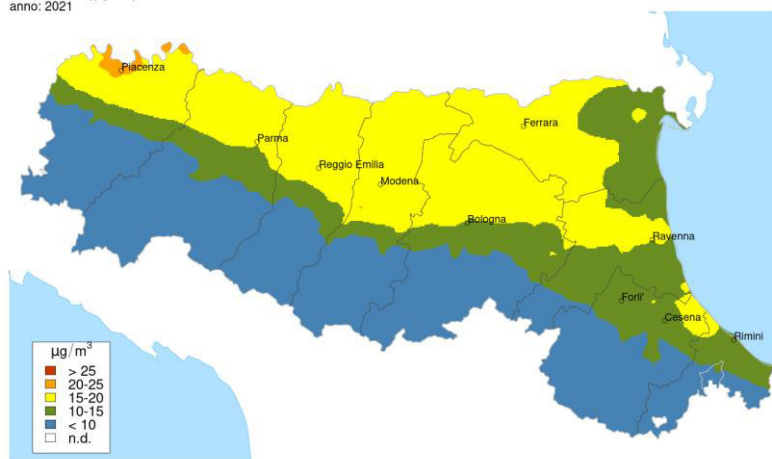 anno: 2021
Piacenza
Parma
Ferrara
Reggio Emilia
Modena
Bologna
Ravenna
Forli'
Cesena
Rimini
µg/m³
> 25
20-25
15-20
10-15
< 10
n.d.